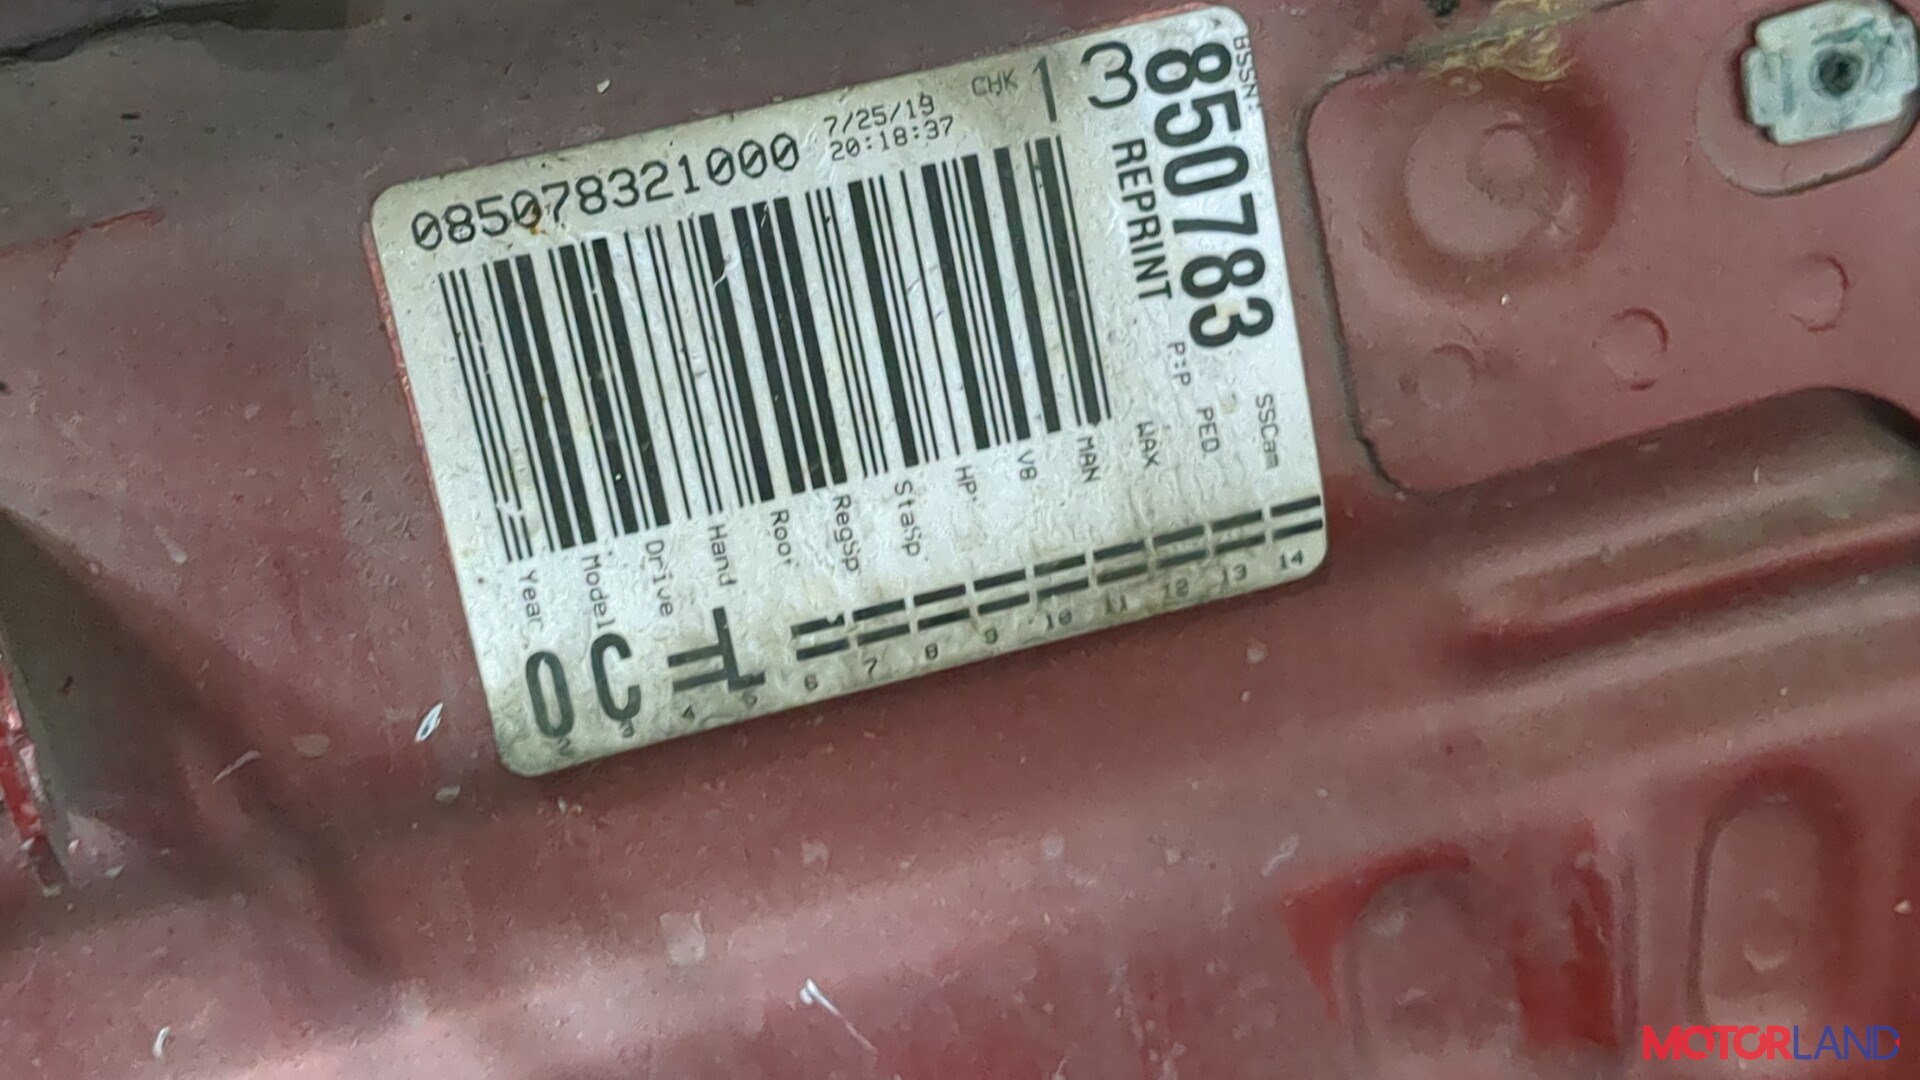 085078321000
7/25/19
20:18:37
CHK
13
BSSN:
850783
REPRINT
P:P
PED
SSCam
WAX
MAN
V8
HP:
StaSp
RegSp
Roof
Hand
Drive
Model
Year
0
C
2
3
4
5
6
7
8
9
10
11
12
13
14
MOTORLAND